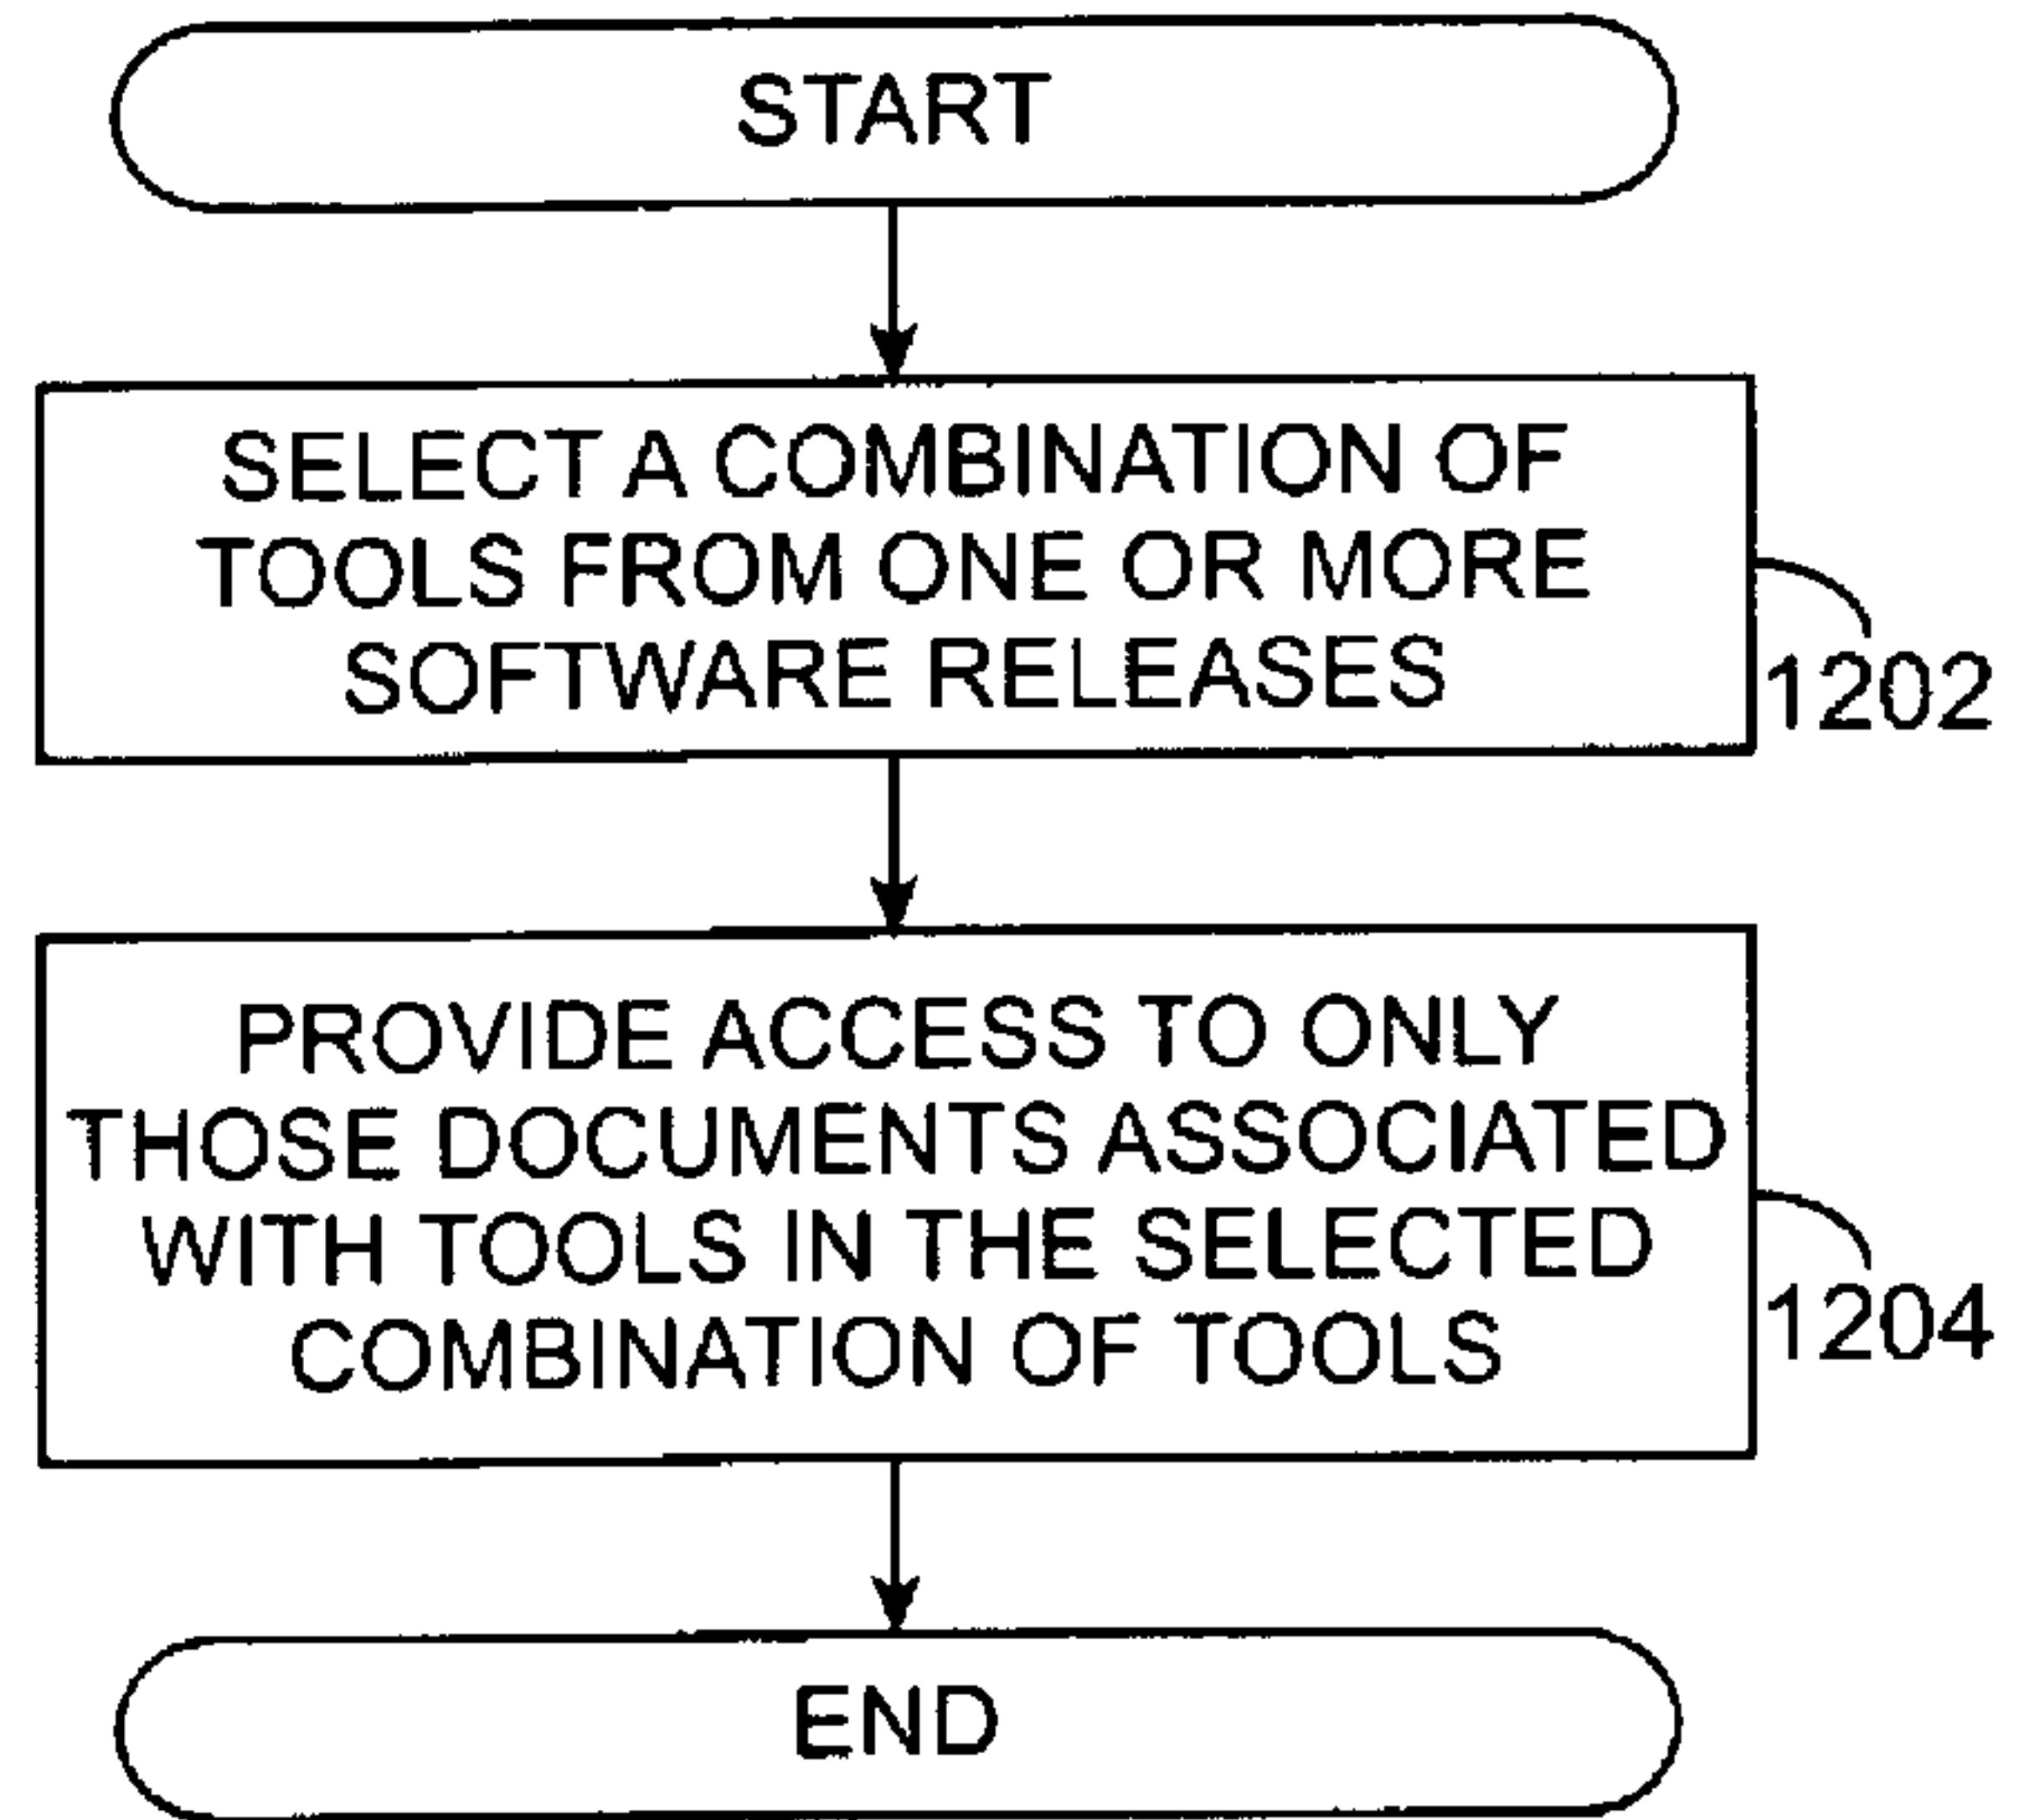 START
SELECT A COMBINATION OF
TOOLS FROM ONE OR MORE
SOFTWARE RELEASES
1202
PROVIDE ACCESS TO ONLY
THOSE DOCUMENTS ASSOCIATED
WITH TOOLS IN THE SELECTED
COMBINATION OF TOOLS
1204
END